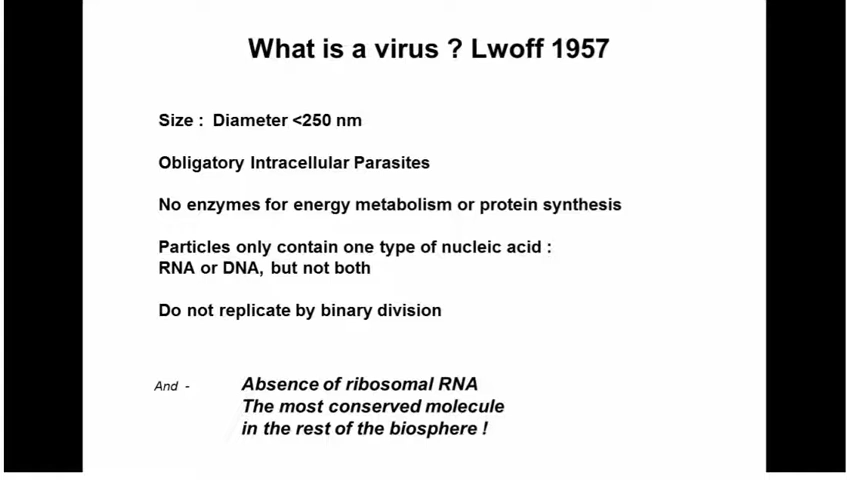 What is a virus ? Lwoff 1957
Size :  Diameter <250 nm
Obligatory Intracellular Parasites
No enzymes for energy metabolism or protein synthesis
Particles only contain one type of nucleic acid :
RNA or DNA, but not both
Do not replicate by binary division
And - Absence of ribosomal RNA
The most conserved molecule
in the rest of the biosphere !